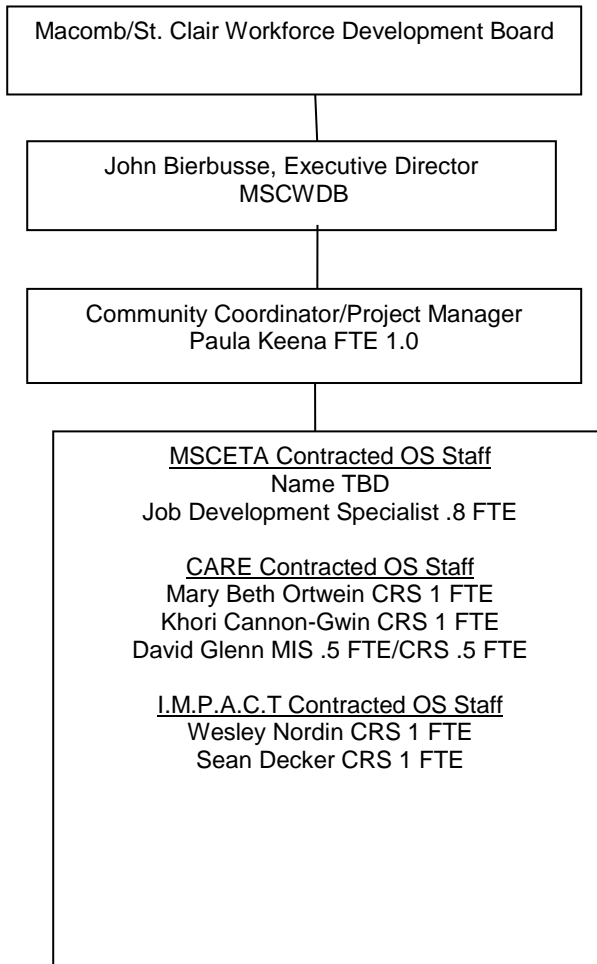 Macomb/St. Clair Workforce Development Board
John Bierbusse, Executive Director
MSCWDB
Community Coordinator/Project Manager
Paula Keena FTE 1.0
MSCETA Contracted OS Staff
Name TBD
Job Development Specialist .8 FTE
CARE Contracted OS Staff
Mary Beth Ortwein CRS 1 FTE
Khori Cannon-Gwin CRS 1 FTE
David Glenn MIS .5 FTE/CRS .5 FTE
I.M.P.A.C.T Contracted OS Staff
Wesley Nordin CRS 1 FTE
Sean Decker CRS 1 FTE